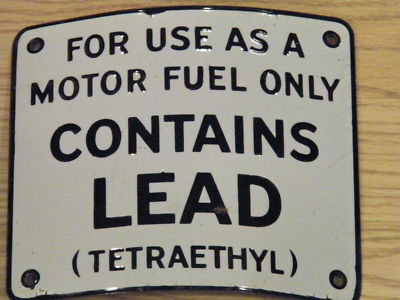 FOR USE AS A
MOTOR FUEL ONLY
CONTAINS
LEAD
(TETRAETHYL)